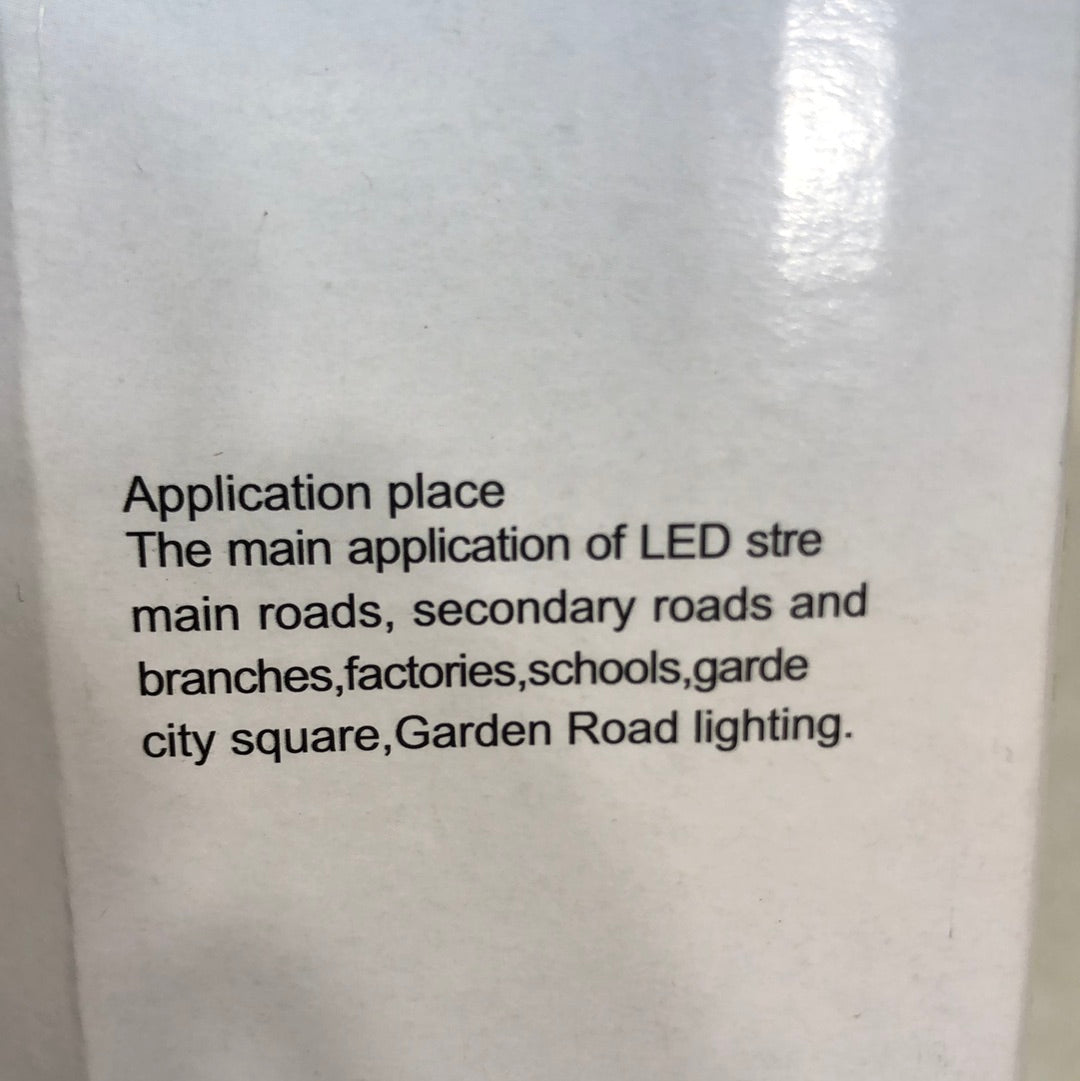 Application place
The main application of LED stre
main roads, secondary roads and
branches,factories,schools,garde
city square,Garden Road lighting.